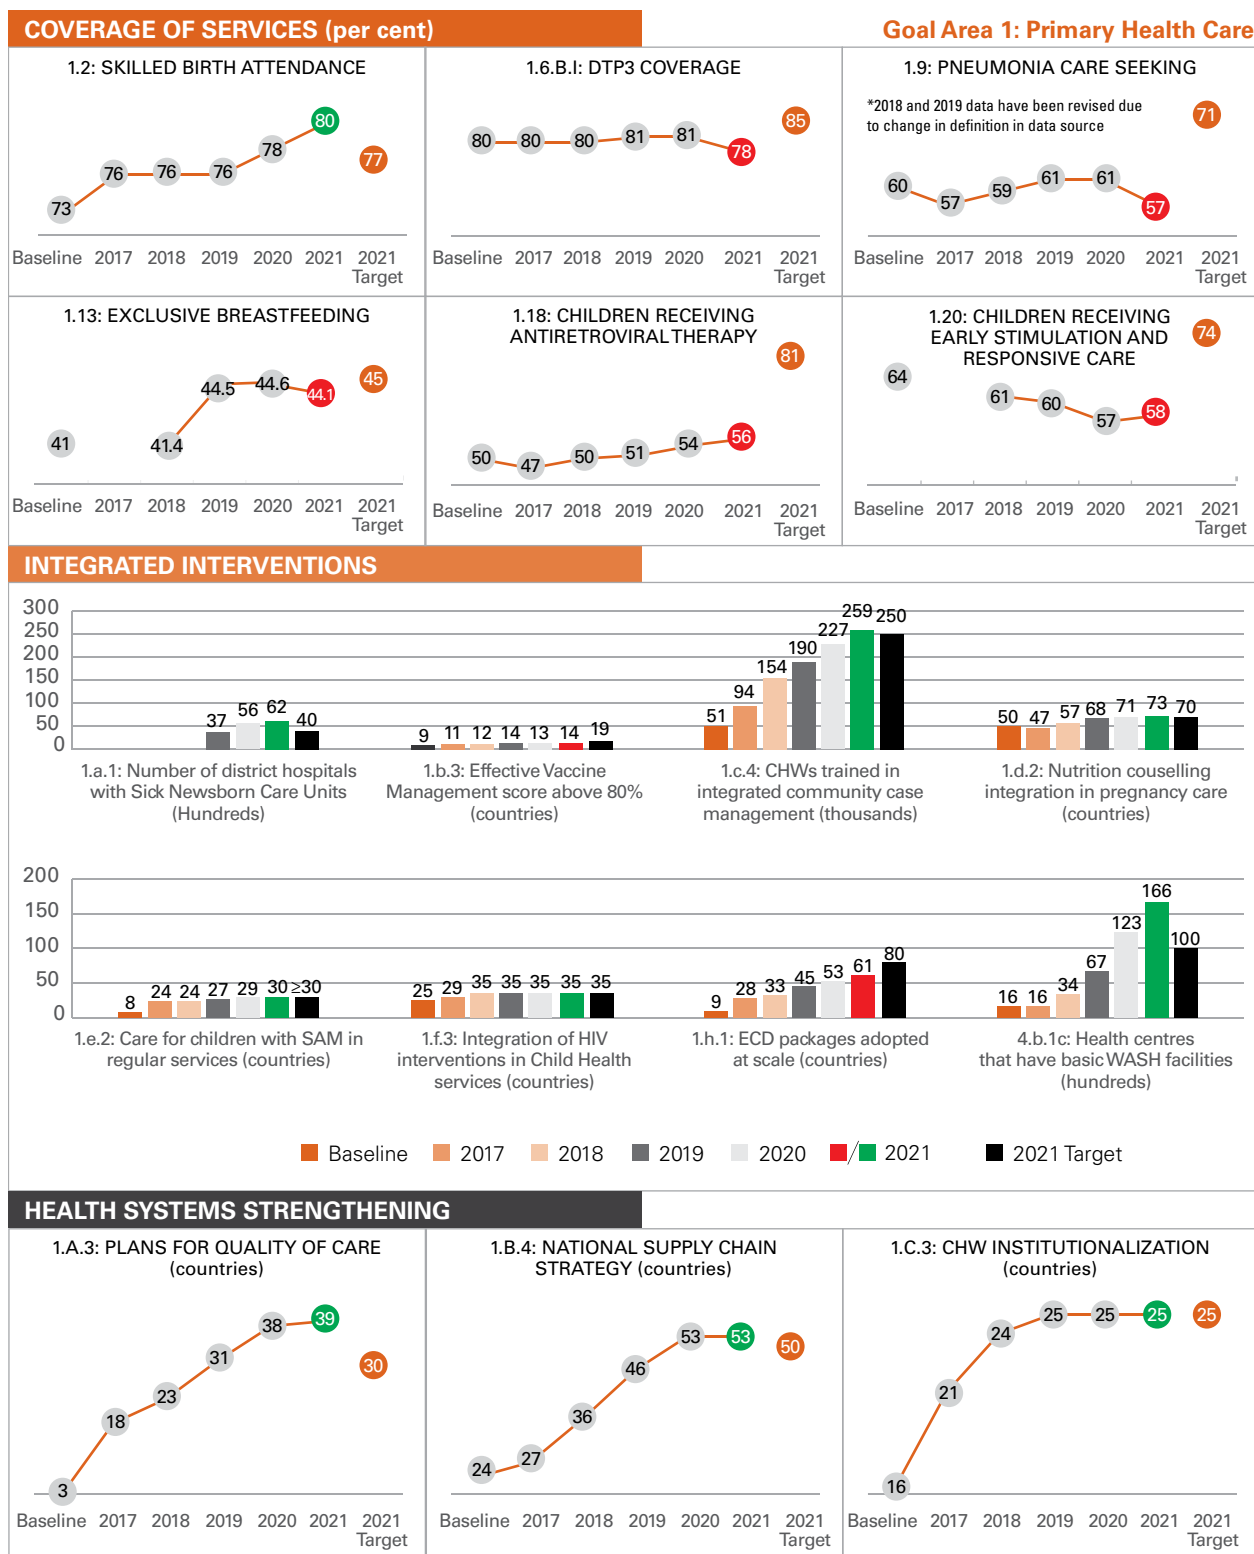 COVERAGE OF SERVICES (per cent)
Goal Area 1: Primary Health Care
1.2: SKILLED BIRTH ATTENDANCE
73 76 76 76 78 80 77
Baseline 2017 2018 2019 2020 2021 2021
Target
1.6.B.I: DTP3 COVERAGE
80 80 80 81 81 78 85
Baseline 2017 2018 2019 2020 2021 2021
Target
1.9: PNEUMONIA CARE SEEKING
*2018 and 2019 data have been revised due
to change in definition in data source
60 57 59 61 61 57 71
Baseline 2017 2018 2019 2020 2021 2021
Target
1.13: EXCLUSIVE BREASTFEEDING
41 41.4 44.5 44.6 44.1 45
Baseline 2017 2018 2019 2020 2021 2021
Target
1.18: CHILDREN RECEIVING
ANTIRETROVIRAL THERAPY
50 47 50 51 54 56 81
Baseline 2017 2018 2019 2020 2021 2021
Target
1.20: CHILDREN RECEIVING
EARLY STIMULATION AND
RESPONSIVE CARE
64 61 60 57 58 74
Baseline 2017 2018 2019 2020 2021 2021
Target
INTEGRATED INTERVENTIONS
300
250
200
150
100
50
0
37 56 62 40
1.a.1: Number of district hospitals
with Sick Newsborn Care Units
(Hundreds)
9 11 12 14 13 14 19
1.b.3: Effective Vaccine
Management score above 80%
(countries)
51 94 154 190 227 259 250
1.c.4: CHWs trained in
integrated community case
management (thousands)
50 47 57 68 71 73 70
1.d.2: Nutrition couselling
integration in pregnancy care
(countries)
200
150
100
50
0
8 24 24 27 29 30 ≥30
1.e.2: Care for children with SAM in
regular services (countries)
25 29 35 35 35 35 35
1.f.3: Integration of HIV
interventions in Child Health
services (countries)
9 28 33 45 53 61 80
1.h.1: ECD packages adopted
at scale (countries)
16 16 34 67 123 166 100
4.b.1c: Health centres
that have basic WASH facilities
(hundreds)
Baseline 2017 2018 2019 2020 / 2021 2021 Target
HEALTH SYSTEMS STRENGTHENING
1.A.3: PLANS FOR QUALITY OF CARE
(countries)
3 18 23 31 38 39 30
Baseline 2017 2018 2019 2020 2021 2021
Target
1.B.4: NATIONAL SUPPLY CHAIN
STRATEGY (countries)
24 27 36 46 53 53 50
Baseline 2017 2018 2019 2020 2021 2021
Target
1.C.3: CHW INSTITUTIONALIZATION
(countries)
16 21 24 25 25 25 25
Baseline 2017 2018 2019 2020 2021 2021
Target